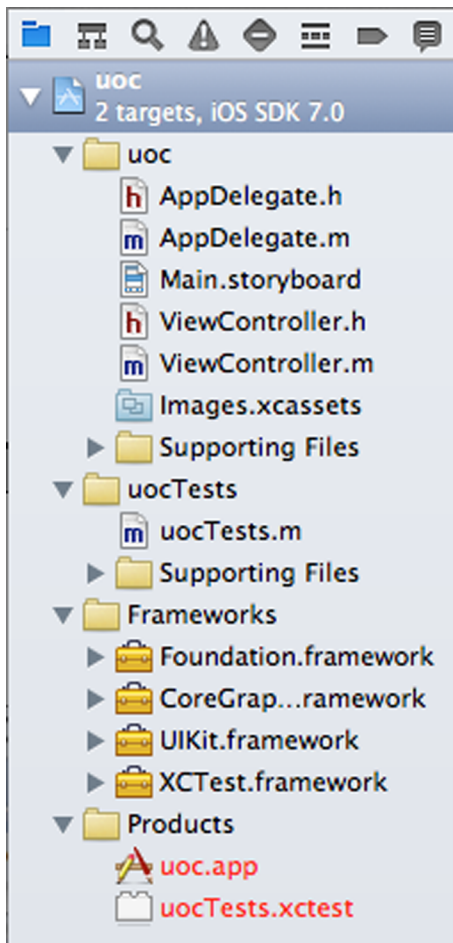 uoc
2 targets, iOS SDK 7.0
uoc
h AppDelegate.h
m AppDelegate.m
Main.storyboard
h ViewController.h
m ViewController.m
Images.xcassets
Supporting Files
uocTests
m uocTests.m
Supporting Files
Frameworks
Foundation.framework
CoreGrap...ramework
UIKit.framework
XCTest.framework
Products
uoc.app
uocTests.xctest